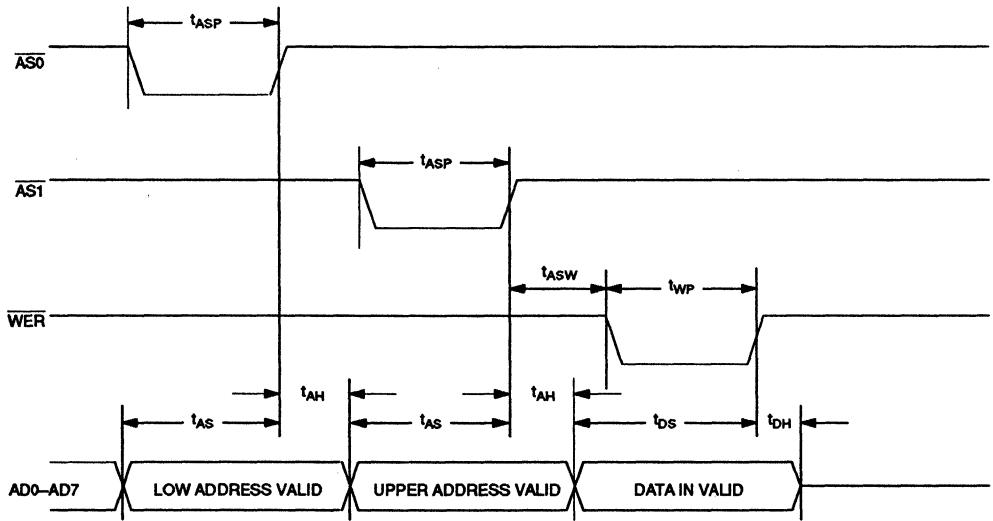 tASP
AS0
tASP
AS1
tASW
tWP
WER
tAH
tAH
tAS
tAS
tDS
tDH
AD0–AD7
LOW ADDRESS VALID
UPPER ADDRESS VALID
DATA IN VALID